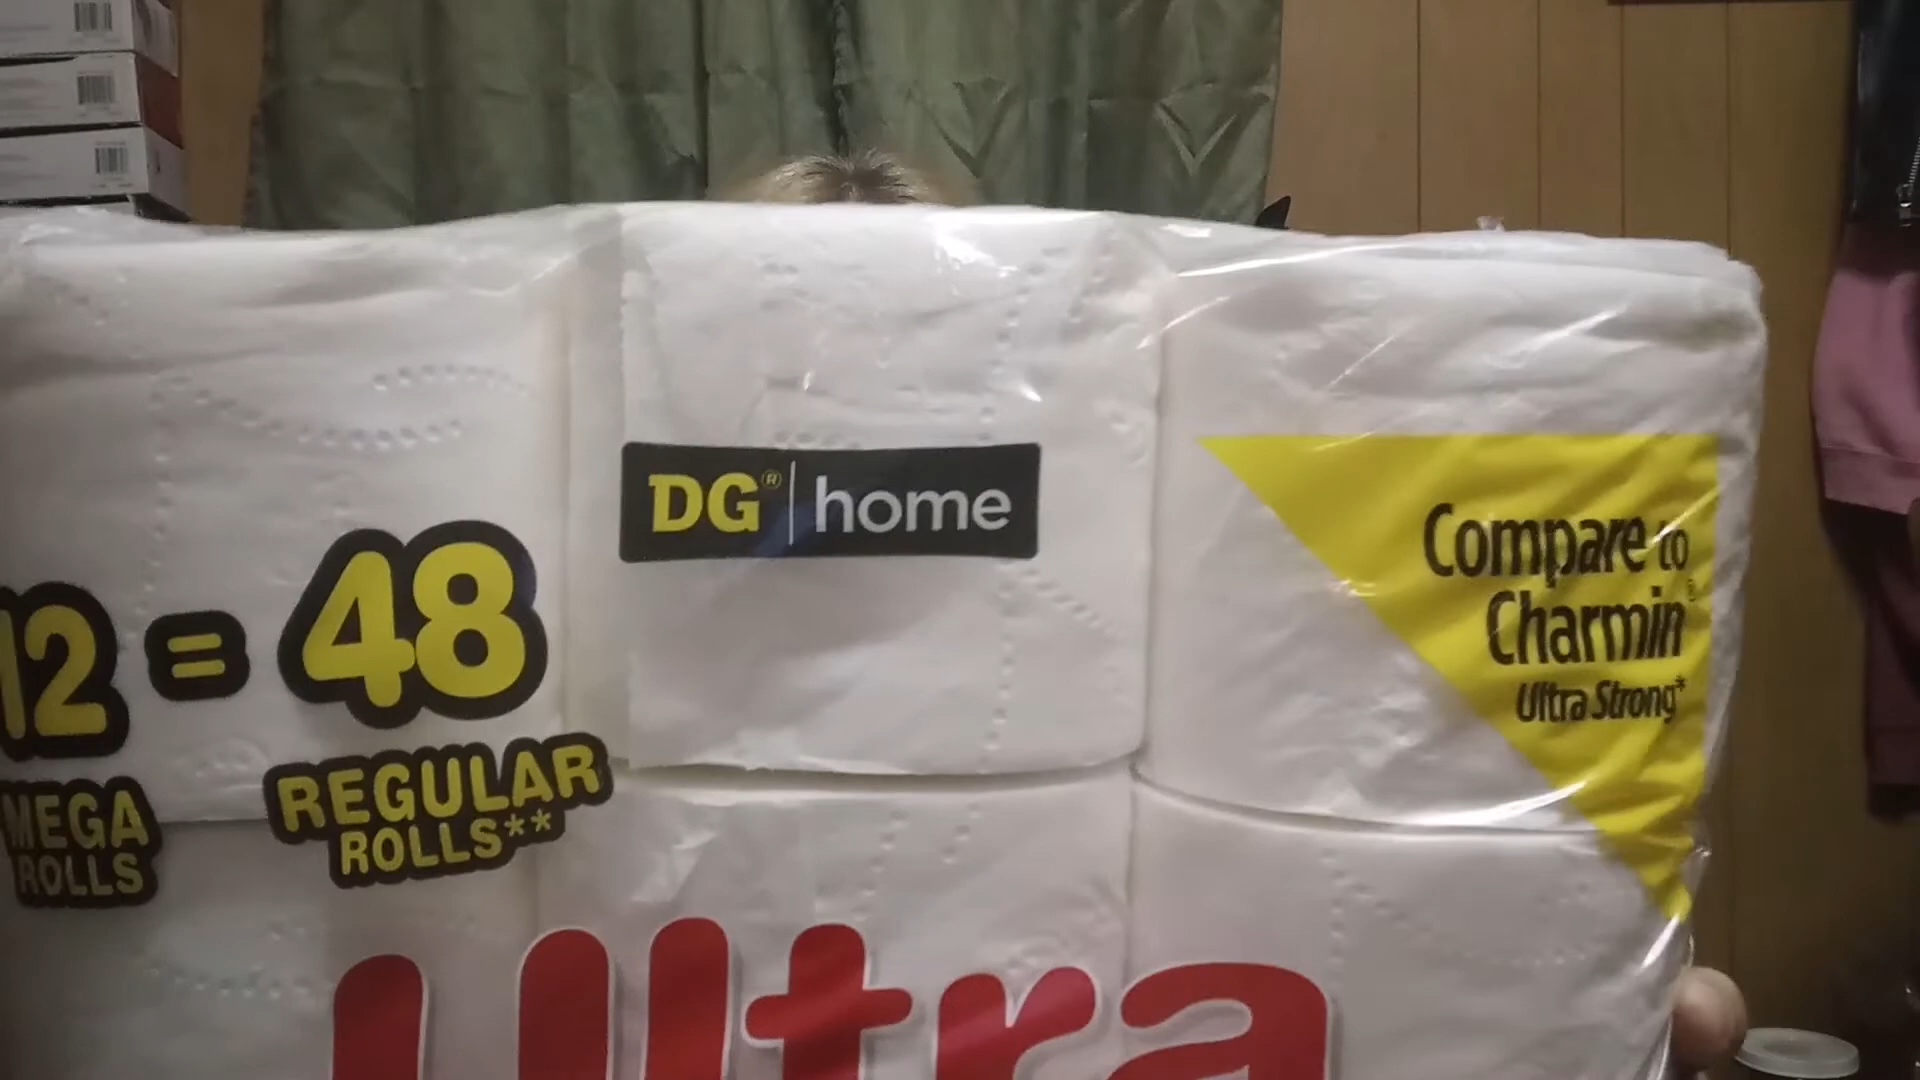 DG® | home
12 = 48
MEGA ROLLS
REGULAR ROLLS**
Compare to
Charmin®
Ultra Strong*
Ultra